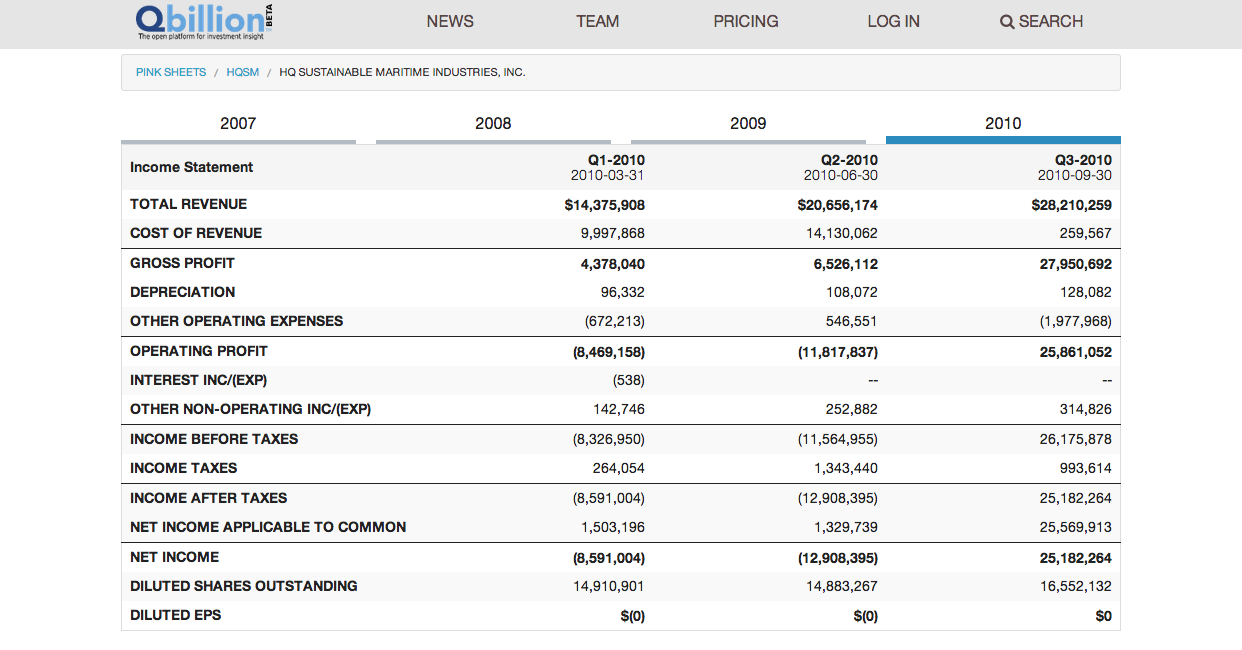 Qbillion BETA
The open platform for investment insight
NEWS TEAM PRICING LOG IN SEARCH
PINK SHEETS / HQSM / HQ SUSTAINABLE MARITIME INDUSTRIES, INC.
2007 2008 2009 2010
Income Statement Q1-2010 Q2-2010 Q3-2010
2010-03-31 2010-06-30 2010-09-30
TOTAL REVENUE $14,375,908 $20,656,174 $28,210,259
COST OF REVENUE 9,997,868 14,130,062 259,567
GROSS PROFIT 4,378,040 6,526,112 27,950,692
DEPRECIATION 96,332 108,072 128,082
OTHER OPERATING EXPENSES (672,213) 546,551 (1,977,968)
OPERATING PROFIT (8,469,158) (11,817,837) 25,861,052
INTEREST INC/(EXP) (538) -- --
OTHER NON-OPERATING INC/(EXP) 142,746 252,882 314,826
INCOME BEFORE TAXES (8,326,950) (11,564,955) 26,175,878
INCOME TAXES 264,054 1,343,440 993,614
INCOME AFTER TAXES (8,591,004) (12,908,395) 25,182,264
NET INCOME APPLICABLE TO COMMON 1,503,196 1,329,739 25,569,913
NET INCOME (8,591,004) (12,908,395) 25,182,264
DILUTED SHARES OUTSTANDING 14,910,901 14,883,267 16,552,132
DILUTED EPS $(0) $(0) $0